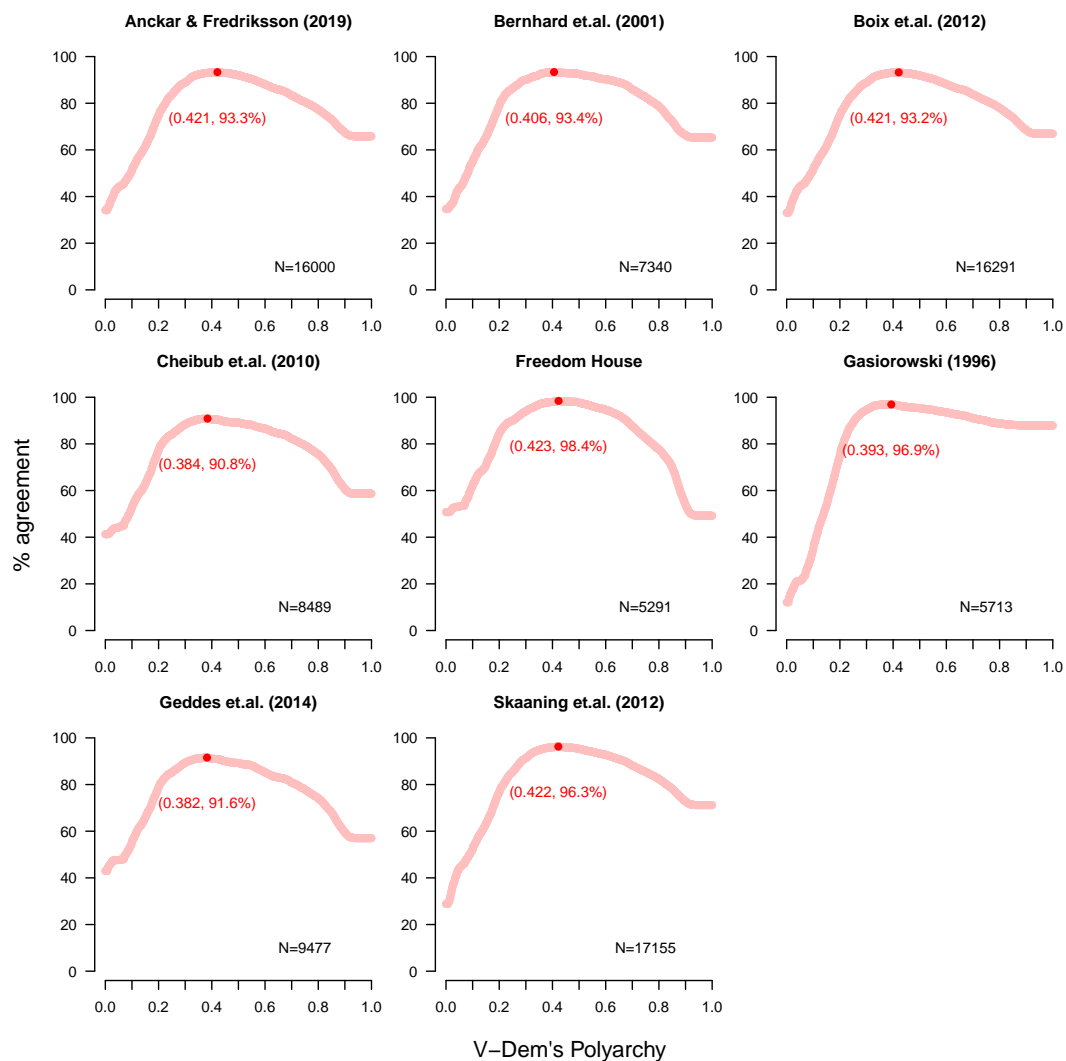 Anckar & Fredriksson (2019)
Bernhard et.al. (2001)
Boix et.al. (2012)
100
80
60
40
20
0
(0.421, 93.3%)
N=16000
0.0 0.2 0.4 0.6 0.8 1.0
100
80
60
40
20
0
(0.406, 93.4%)
N=7340
0.0 0.2 0.4 0.6 0.8 1.0
100
80
60
40
20
0
(0.421, 93.2%)
N=16291
0.0 0.2 0.4 0.6 0.8 1.0
Cheibub et.al. (2010)
Freedom House
Gasiorowski (1996)
% agreement
100
80
60
40
20
0
(0.384, 90.8%)
N=8489
0.0 0.2 0.4 0.6 0.8 1.0
100
80
60
40
20
0
(0.423, 98.4%)
N=5291
0.0 0.2 0.4 0.6 0.8 1.0
100
80
60
40
20
0
(0.393, 96.9%)
N=5713
0.0 0.2 0.4 0.6 0.8 1.0
Geddes et.al. (2014)
Skaaning et.al. (2012)
100
80
60
40
20
0
(0.382, 91.6%)
N=9477
0.0 0.2 0.4 0.6 0.8 1.0
100
80
60
40
20
0
(0.422, 96.3%)
N=17155
0.0 0.2 0.4 0.6 0.8 1.0
V−Dem's Polyarchy